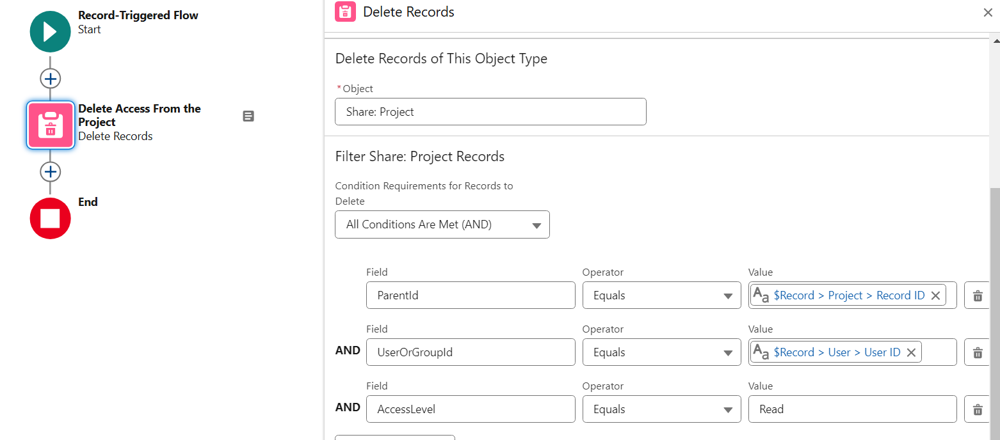 Record-Triggered Flow
Start
Delete Access From the
Project
Delete Records
End
Delete Records
Delete Records of This Object Type
*Object
Share: Project
Filter Share: Project Records
Condition Requirements for Records to
Delete
All Conditions Are Met (AND)
Field Operator Value
ParentId Equals Aa $Record > Project > Record ID
Field Operator Value
AND UserOrGroupId Equals Aa $Record > User > User ID
Field Operator Value
AND AccessLevel Equals Read